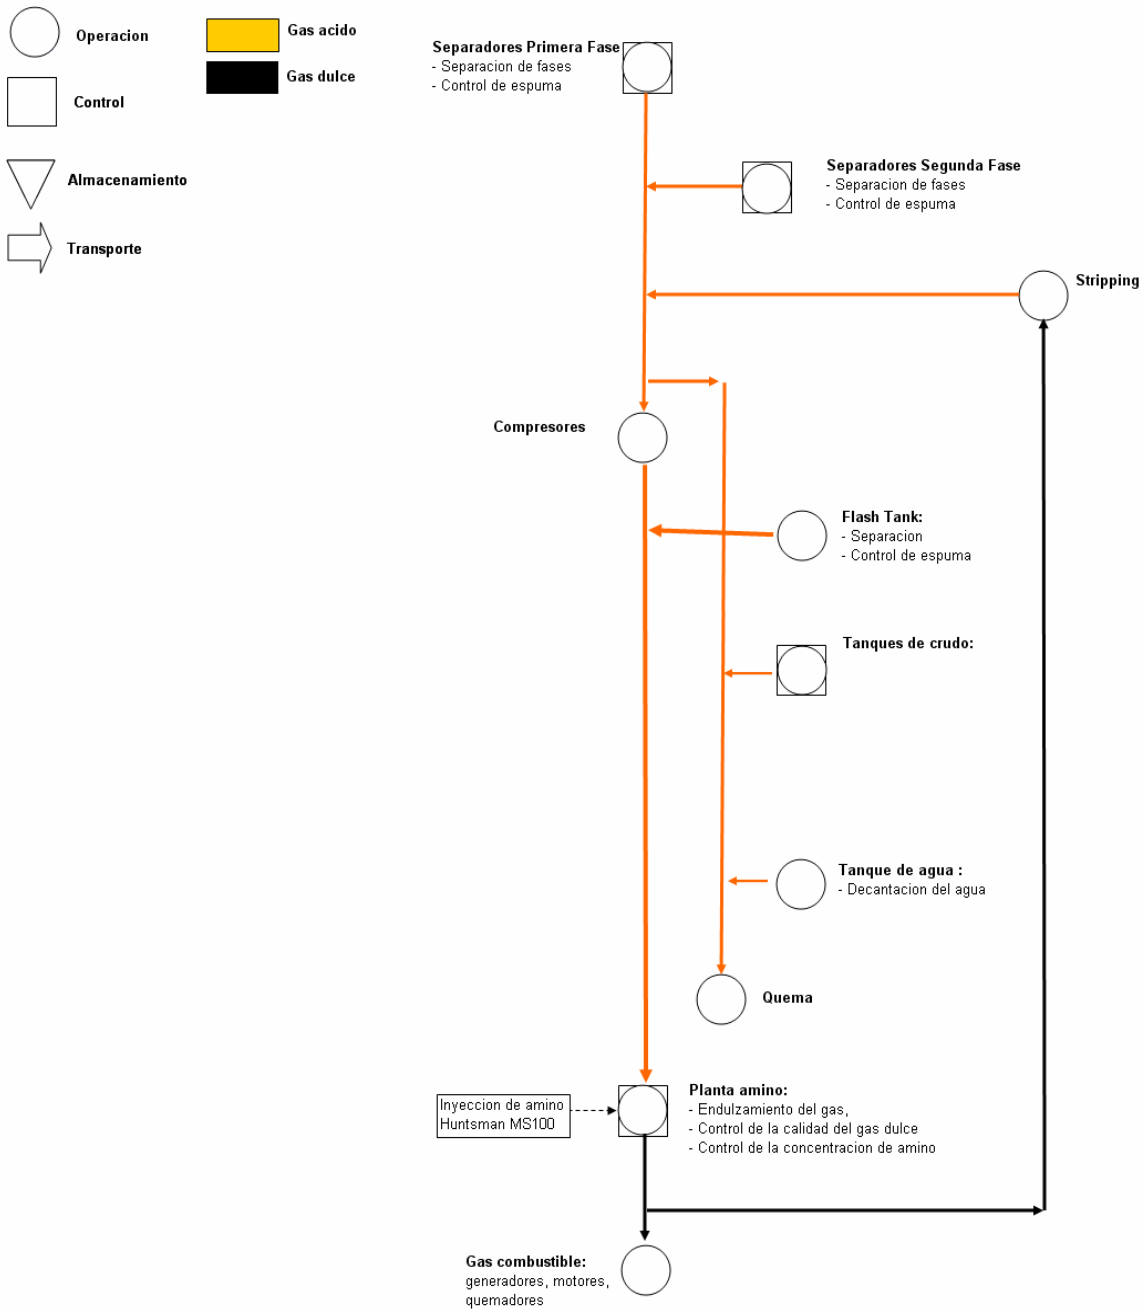 Operacion
Gas acido
Gas dulce
Control
Almacenamiento
Transporte
Separadores Primera Fase
- Separacion de fases
- Control de espuma
Separadores Segunda Fase
- Separacion de fases
- Control de espuma
Stripping
Compresores
Flash Tank:
- Separacion
- Control de espuma
Tanques de crudo:
Tanque de agua :
- Decantacion del agua
Quema
Inyeccion de amino
Huntsman MS100
Planta amino:
- Endulzamiento del gas,
- Control de la calidad del gas dulce
- Control de la concentracion de amino
Gas combustible:
generadores, motores,
quemadores